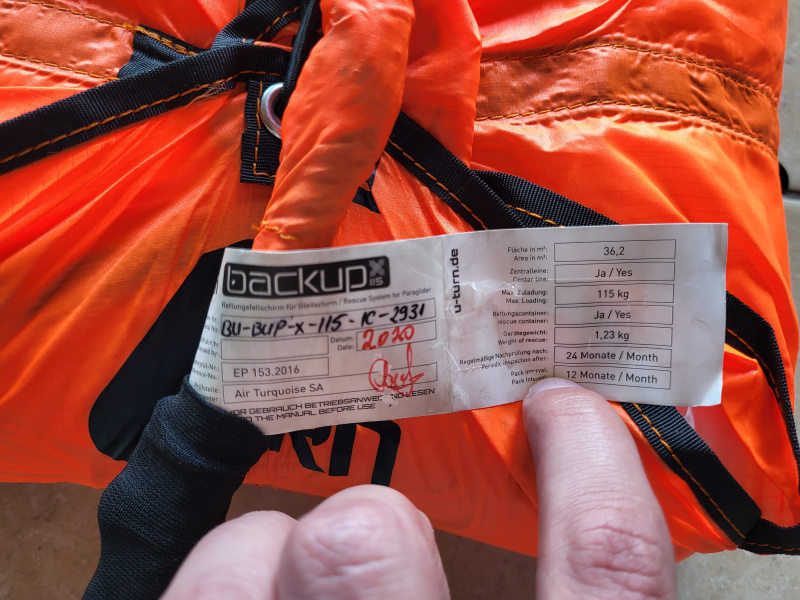 backup X 115
Rettungsfallschirm für Gleitschirm / Rescue System for Paraglider
BU-BUP-X-115-1C-2931
Datum:
Date:
2020
EP 153.2016
Air Turquoise SA
VOR GEBRAUCH BETRIEBSANWEISUNG LESEN
READ THE MANUAL BEFORE USE
u-turn.de
Fläche in m²:
Area in m²:
36,2
Zentralleine:
Center line:
Ja / Yes
Max. Zuladung:
Max. Loading:
115 kg
Rettungscontainer:
rescue container:
Ja / Yes
Gerätegewicht:
Weight of rescue:
1,23 kg
Regelmäßige Nachprüfung nach:
Periodic inspection after:
24 Monate / Month
Pack Interval
Pack
12 Monate / Month